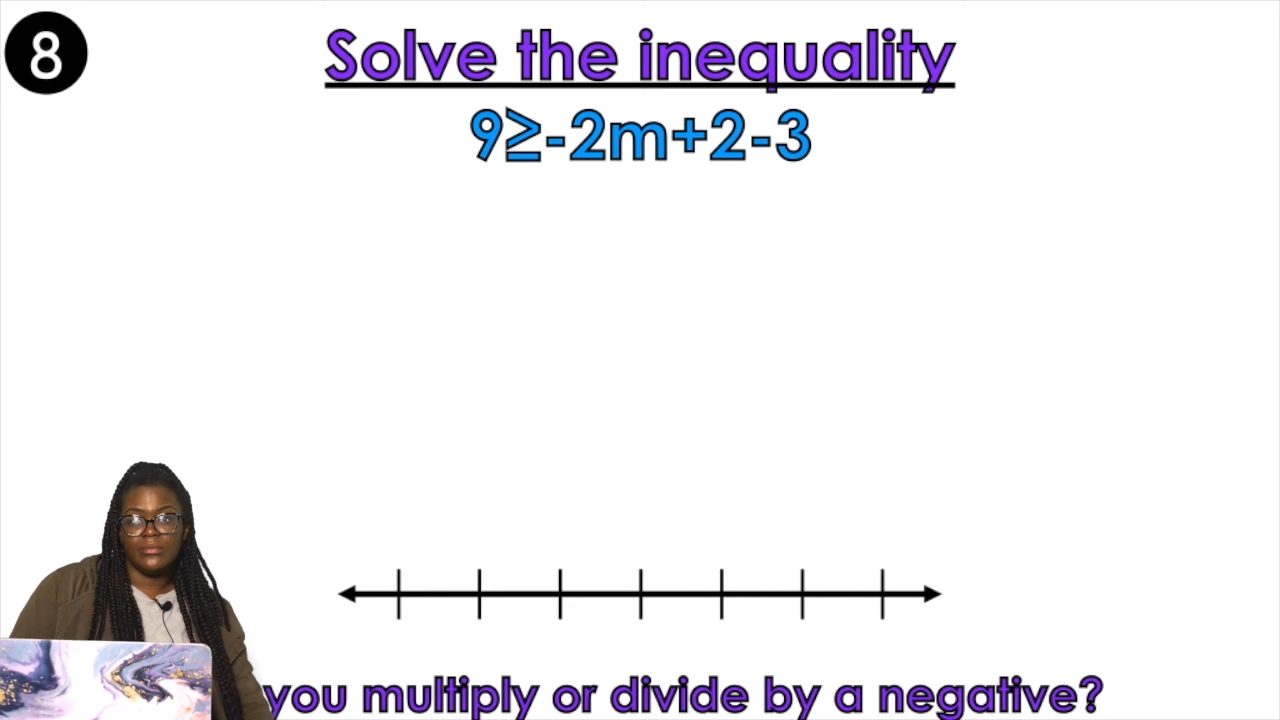 8
Solve the inequality
9≥-2m+2-3
you multiply or divide by a negative?